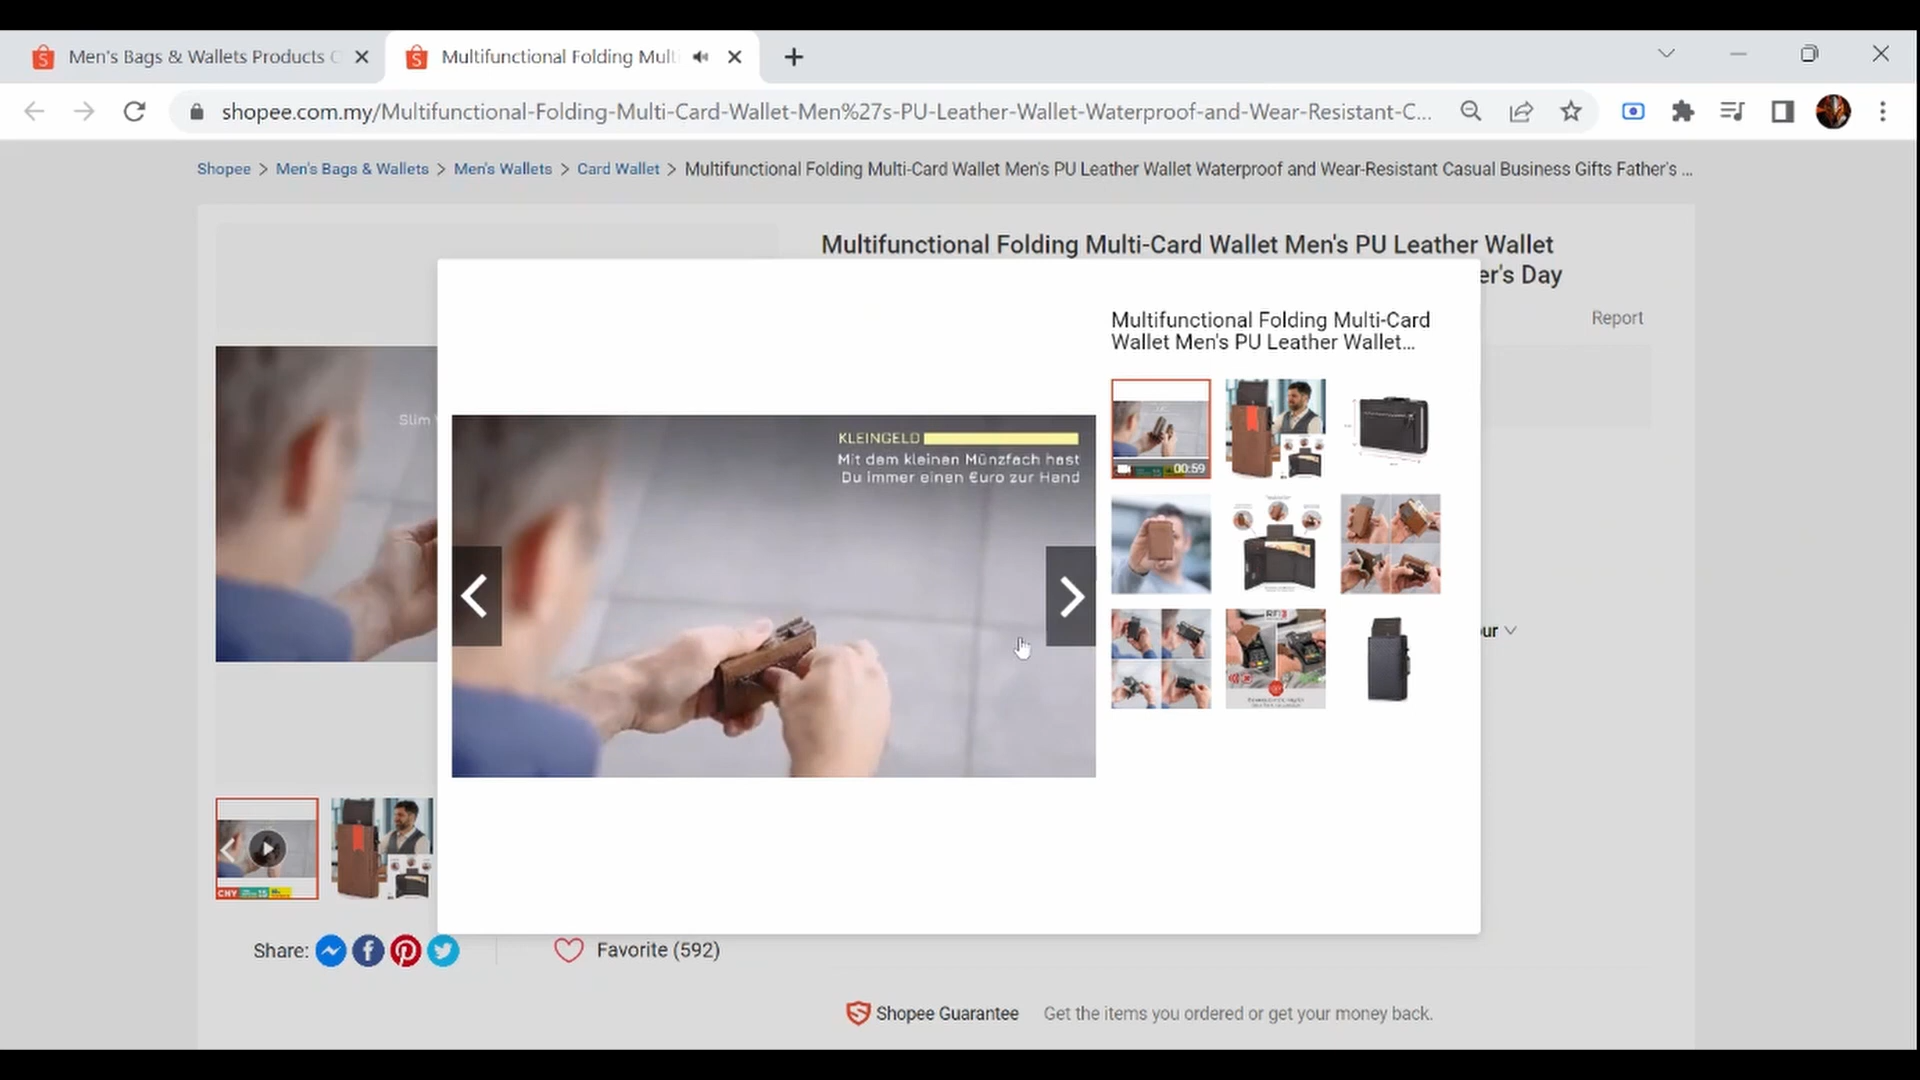 Men's Bags & Wallets Products
Multifunctional Folding Mult
shopee.com.my/Multifunctional-Folding-Multi-Card-Wallet-Men%27s-PU-Leather-Wallet-Waterproof-and-Wear-Resistant-C...
Shopee > Men's Bags & Wallets > Men's Wallets > Card Wallet > Multifunctional Folding Multi-Card Wallet Men's PU Leather Wallet Waterproof and Wear-Resistant Casual Business Gifts Father's ...
Multifunctional Folding Multi-Card Wallet Men's PU Leather Wallet
er's Day
Report
Multifunctional Folding Multi-Card
Wallet Men's PU Leather Wallet...
Slim
KLEINGELD
Mit dem kleinen Münzfach hast
Du immer einen €uro zur Hand
00:59
RFID
ur
CNY 15
Share:
Favorite (592)
Shopee Guarantee Get the items you ordered or get your money back.